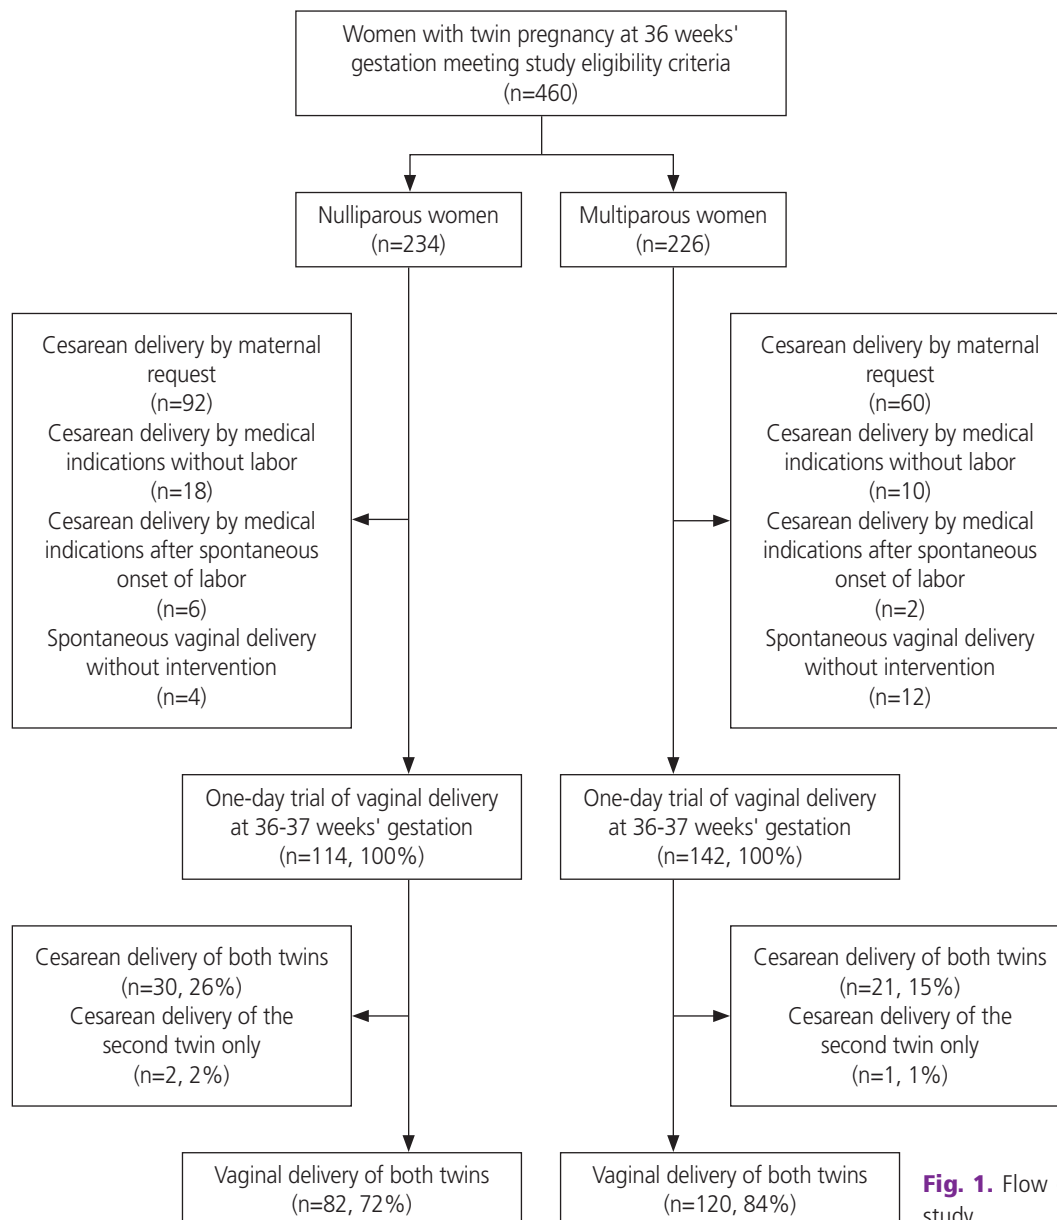 Women with twin pregnancy at 36 weeks'
gestation meeting study eligibility criteria
(n=460)
Nulliparous women
(n=234)
Multiparous women
(n=226)
Cesarean delivery by maternal
request
(n=92)
Cesarean delivery by medical
indications without labor
(n=18)
Cesarean delivery by medical
indications after spontaneous
onset of labor
(n=6)
Spontaneous vaginal delivery
without intervention
(n=4)
Cesarean delivery by maternal
request
(n=60)
Cesarean delivery by medical
indications without labor
(n=10)
Cesarean delivery by medical
indications after spontaneous
onset of labor
(n=2)
Spontaneous vaginal delivery
without intervention
(n=12)
One-day trial of vaginal delivery
at 36-37 weeks' gestation
(n=114, 100%)
One-day trial of vaginal delivery
at 36-37 weeks' gestation
(n=142, 100%)
Cesarean delivery of both twins
(n=30, 26%)
Cesarean delivery of the
second twin only
(n=2, 2%)
Cesarean delivery of both twins
(n=21, 15%)
Cesarean delivery of the
second twin only
(n=1, 1%)
Vaginal delivery of both twins
(n=82, 72%)
Vaginal delivery of both twins
(n=120, 84%)
Fig. 1. Flow
study